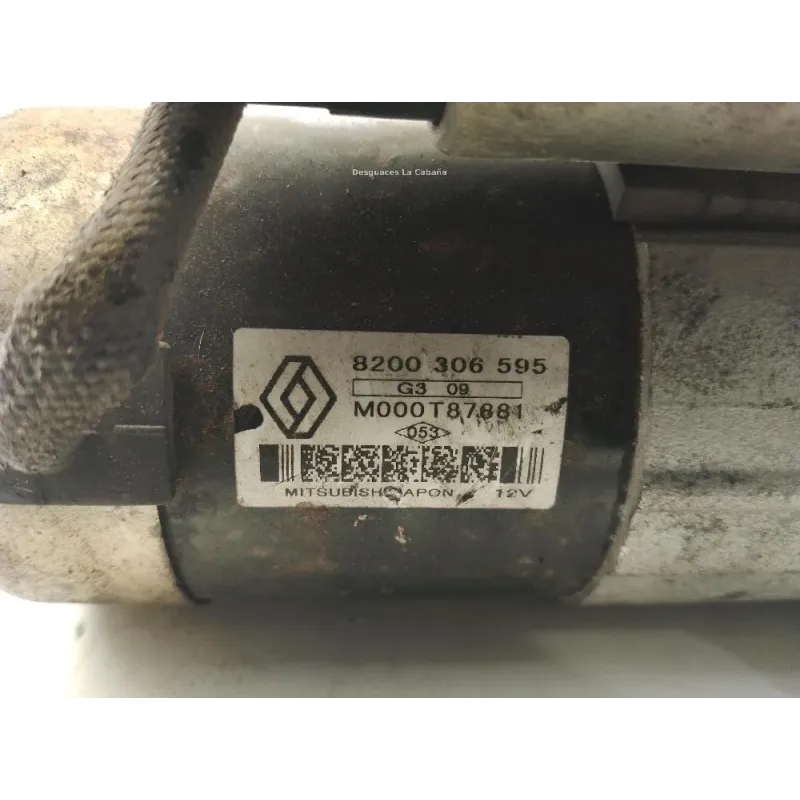 Desguaces La Cabaña
8200 306 595
G3 09
M000T87881
053
MITSUBISHI JAPON 12V